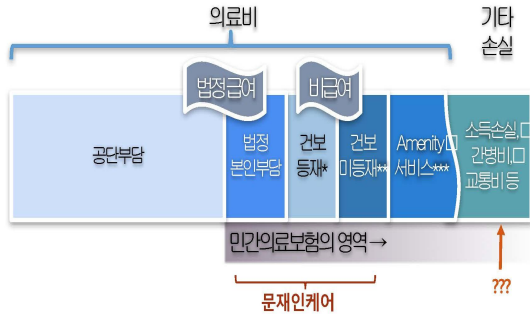 의료비
기타
손실
법정급여
비급여
공단부담
법정
본인부담
건보
등재*
건보
미등재**
Amenity□
서비스***
소득손실,□
간병비,□
교통비 등
민간의료보험의 영역→
문재인케어
???